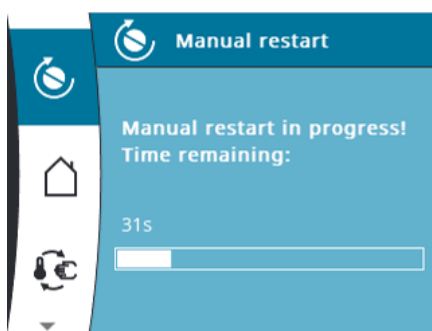 Manual restart
Manual restart in progress!
Time remaining:
31s